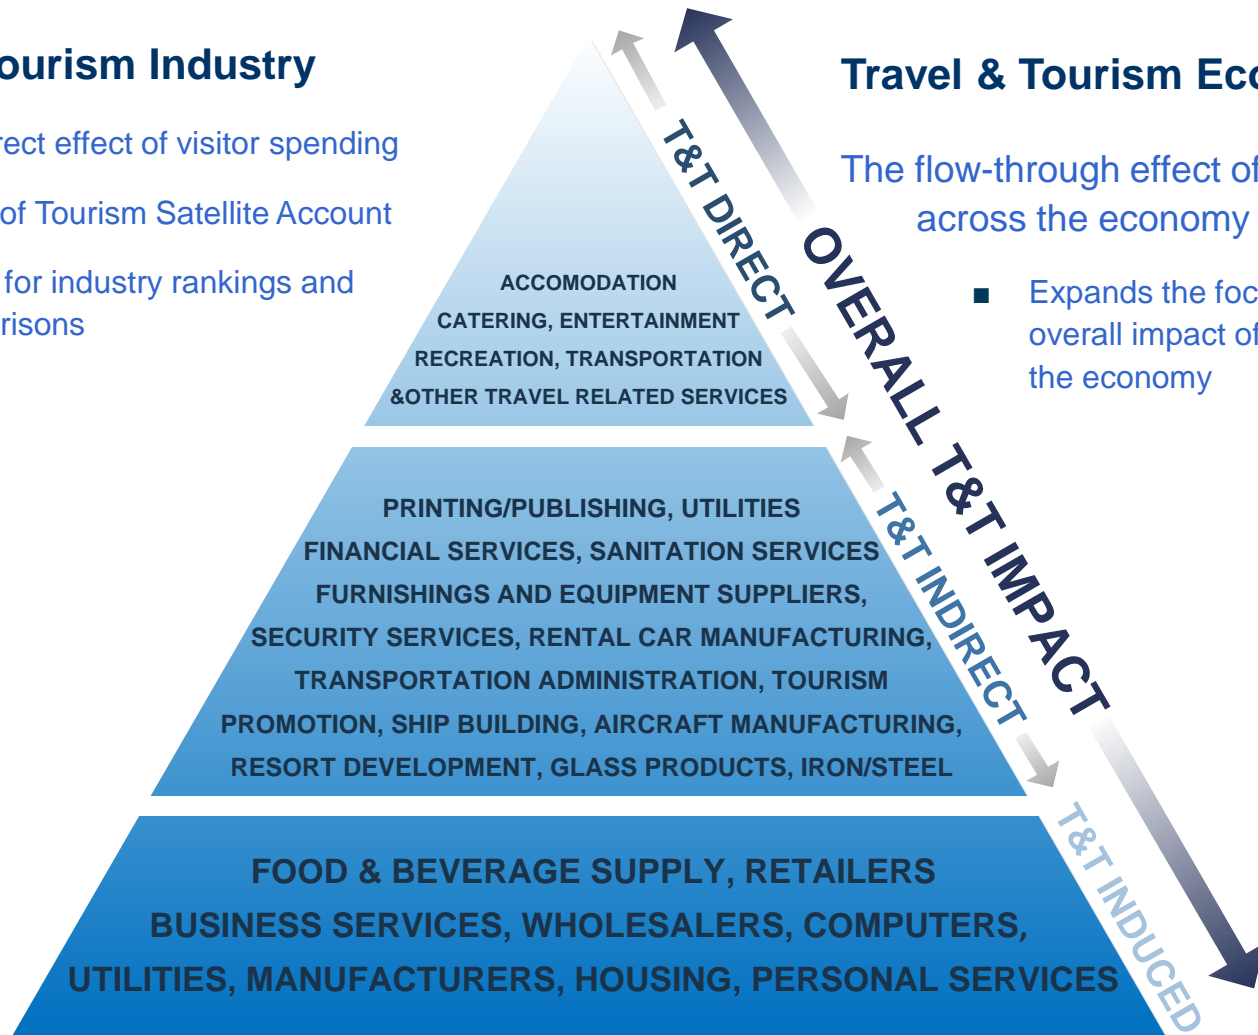 ourism Industry
rect effect of visitor spending
of Tourism Satellite Account
for industry rankings and
risons
Travel & Tourism Eco
The flow-through effect of
across the economy
■ Expands the foc
overall impact of
the economy
T&T DIRECT
OVERALL T&T IMPACT
ACCOMODATION
CATERING, ENTERTAINMENT
RECREATION, TRANSPORTATION
&OTHER TRAVEL RELATED SERVICES
T&T INDIRECT
PRINTING/PUBLISHING, UTILITIES
FINANCIAL SERVICES, SANITATION SERVICES
FURNISHINGS AND EQUIPMENT SUPPLIERS,
SECURITY SERVICES, RENTAL CAR MANUFACTURING,
TRANSPORTATION ADMINISTRATION, TOURISM
PROMOTION, SHIP BUILDING, AIRCRAFT MANUFACTURING,
RESORT DEVELOPMENT, GLASS PRODUCTS, IRON/STEEL
T&T INDUCED
FOOD & BEVERAGE SUPPLY, RETAILERS
BUSINESS SERVICES, WHOLESALERS, COMPUTERS,
UTILITIES, MANUFACTURERS, HOUSING, PERSONAL SERVICES